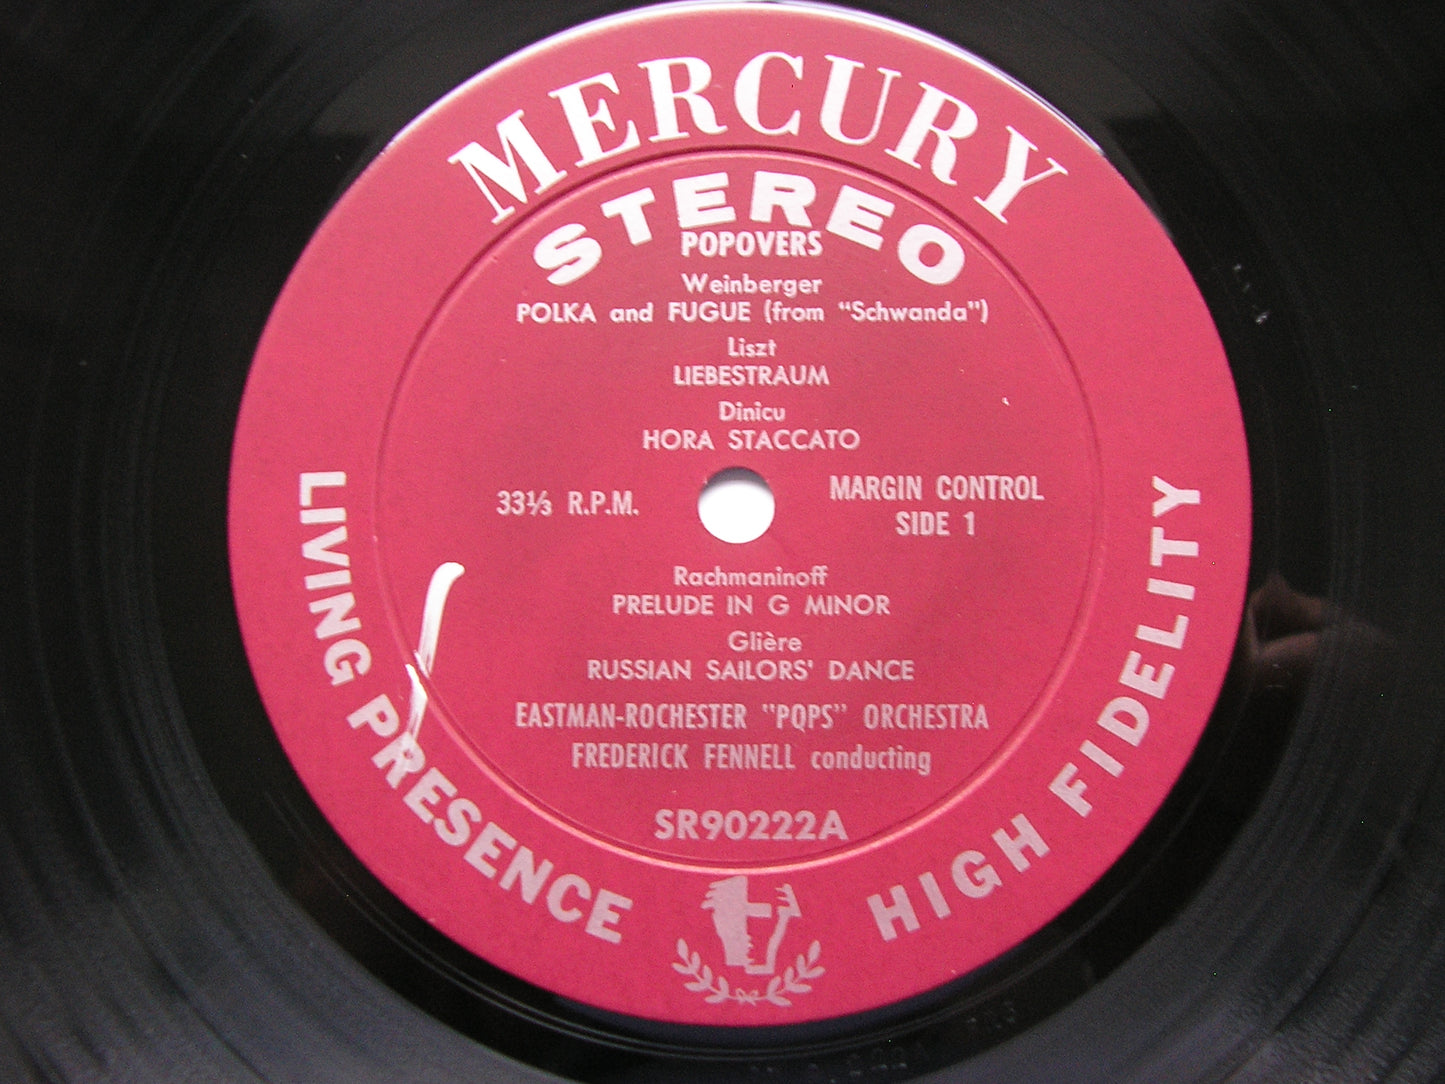 MERCURY
STEREO
POPOVERS
Weinberger
POLKA and FUGUE (from "Schwanda")
Liszt
LIEBESTRAUM
Dinicu
HORA STACCATO
33⅓ R.P.M.
MARGIN CONTROL
SIDE 1
Rachmaninoff
PRELUDE IN G MINOR
Glière
RUSSIAN SAILORS' DANCE
EASTMAN-ROCHESTER "POPS" ORCHESTRA
FREDERICK FENNELL conducting
SR90222A
LIVING PRESENCE
HIGH FIDELITY